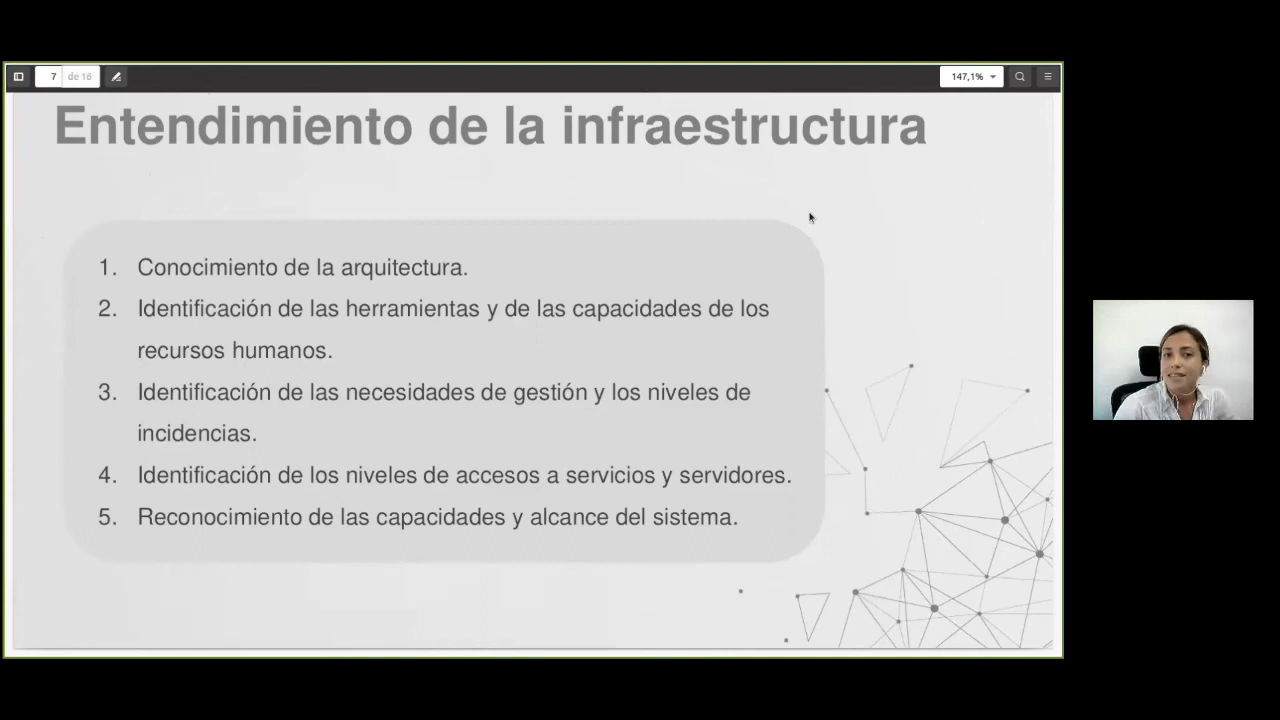 7 de 16
147,1%
Entendimiento de la infraestructura
1. Conocimiento de la arquitectura.
2. Identificación de las herramientas y de las capacidades de los
recursos humanos.
3. Identificación de las necesidades de gestión y los niveles de
incidencias.
4. Identificación de los niveles de accesos a servicios y servidores.
5. Reconocimiento de las capacidades y alcance del sistema.